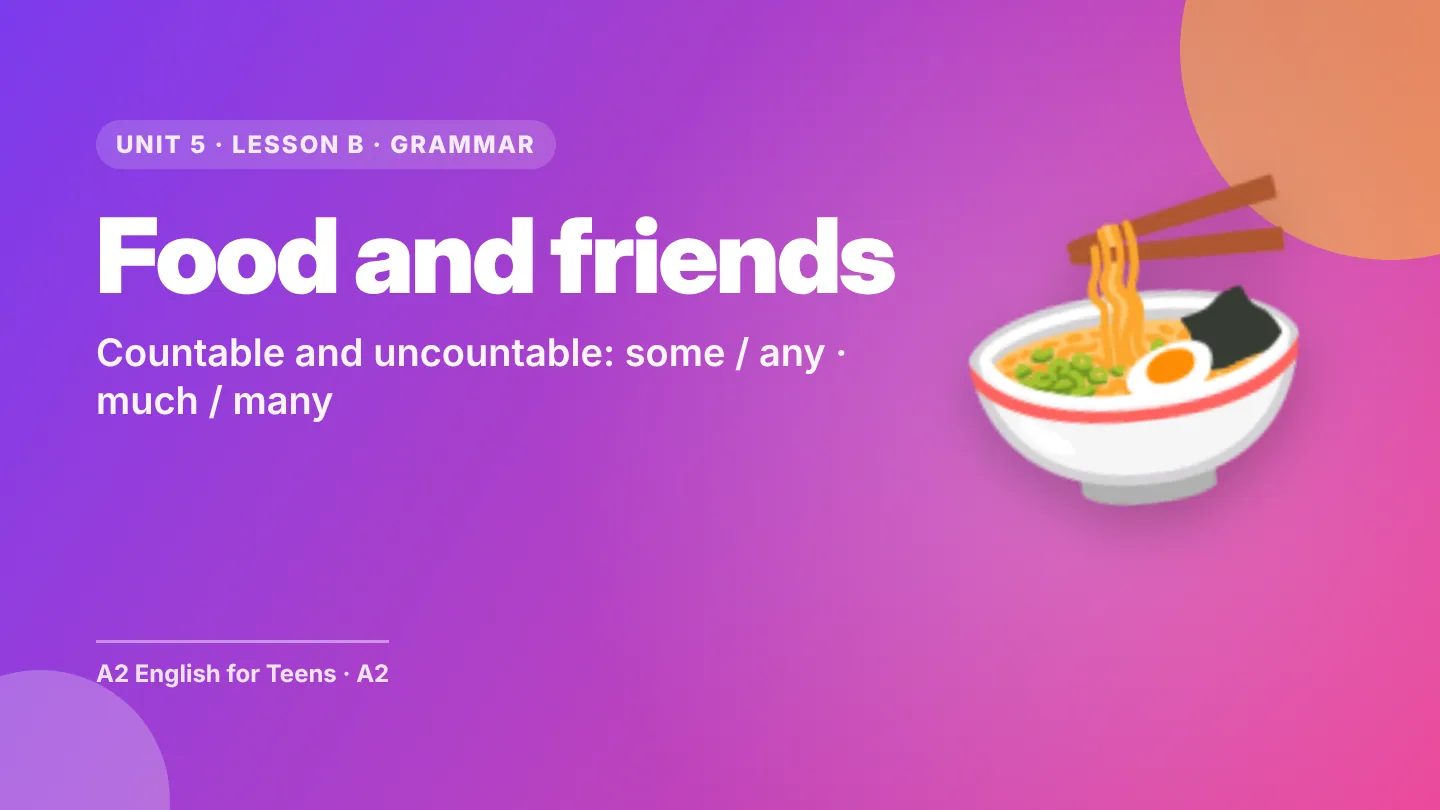 UNIT 5 · LESSON B · GRAMMAR
Food and friends
Countable and uncountable: some / any ·
much / many
A2 English for Teens · A2